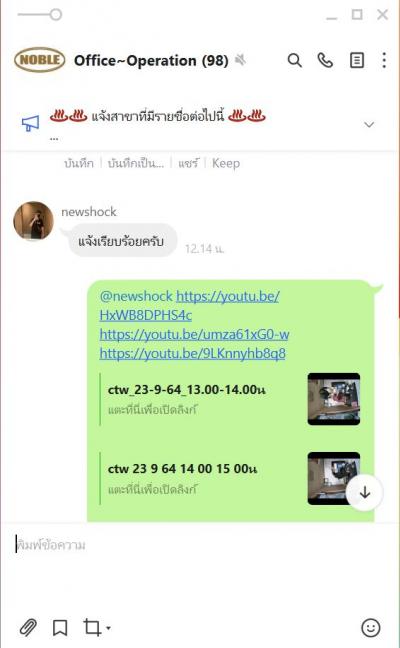 NOBLE
Office~Operation (98)
แจ้งสาขาที่มีรายชื่อต่อไปนี้
...
บันทึก | บันทึกเป็น... | แชร์ | Keep
newshock
แจ้งเรียบร้อยครับ
12.14 น.
@newshock https://youtu.be/
HxWB8DPHS4c
https://youtu.be/umza61xG0-w
https://youtu.be/9LKnnyhb8q8
ctw_23-9-64_13.00-14.00น
แตะที่นี่เพื่อเปิดลิงก์
ctw 23 9 64 14 00 15 00น
แตะที่นี่เพื่อเปิดลิงก์
พิมพ์ข้อความ